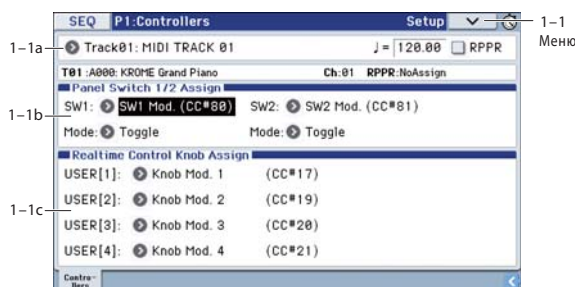 SEQ P1:Controllers Setup
1–1
Меню
1–1a
Track01: MIDI TRACK 01 ♩= 120.00 RPPR
T01 :A000: KROME Grand Piano Ch:01 RPPR:NoAssign
1–1b
Panel Switch 1/2 Assign
SW1: SW1 Mod. (CC#80) SW2: SW2 Mod. (CC#81)
Mode: Toggle Mode: Toggle
1–1c
Realtime Control Knob Assign
USER[1]: Knob Mod. 1 (CC#17)
USER[2]: Knob Mod. 2 (CC#19)
USER[3]: Knob Mod. 3 (CC#20)
USER[4]: Knob Mod. 4 (CC#21)
Contro-
llers